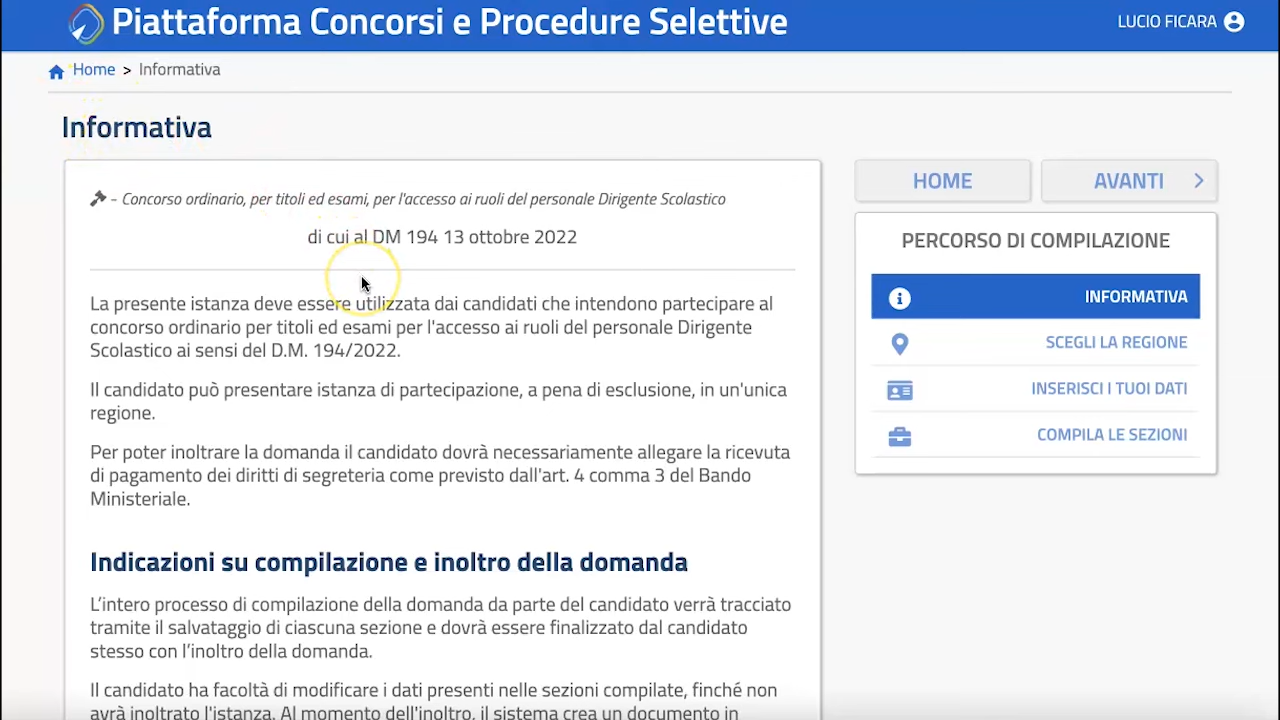 Piattaforma Concorsi e Procedure Selettive
LUCIO FICARA
Home > Informativa
Informativa
– Concorso ordinario, per titoli ed esami, per l'accesso ai ruoli del personale Dirigente Scolastico
di cui al DM 194 13 ottobre 2022
La presente istanza deve essere utilizzata dai candidati che intendono partecipare al
concorso ordinario per titoli ed esami per l'accesso ai ruoli del personale Dirigente
Scolastico ai sensi del D.M. 194/2022.
Il candidato può presentare istanza di partecipazione, a pena di esclusione, in un'unica
regione.
Per poter inoltrare la domanda il candidato dovrà necessariamente allegare la ricevuta
di pagamento dei diritti di segreteria come previsto dall'art. 4 comma 3 del Bando
Ministeriale.
Indicazioni su compilazione e inoltro della domanda
L’intero processo di compilazione della domanda da parte del candidato verrà tracciato
tramite il salvataggio di ciascuna sezione e dovrà essere finalizzato dal candidato
stesso con l’inoltro della domanda.
Il candidato ha facoltà di modificare i dati presenti nelle sezioni compilate, finché non
avrà inoltrato l'istanza. Al momento dell'inoltro, il sistema crea un documento in
HOME
AVANTI
PERCORSO DI COMPILAZIONE
INFORMATIVA
SCEGLI LA REGIONE
INSERISCI I TUOI DATI
COMPILA LE SEZIONI